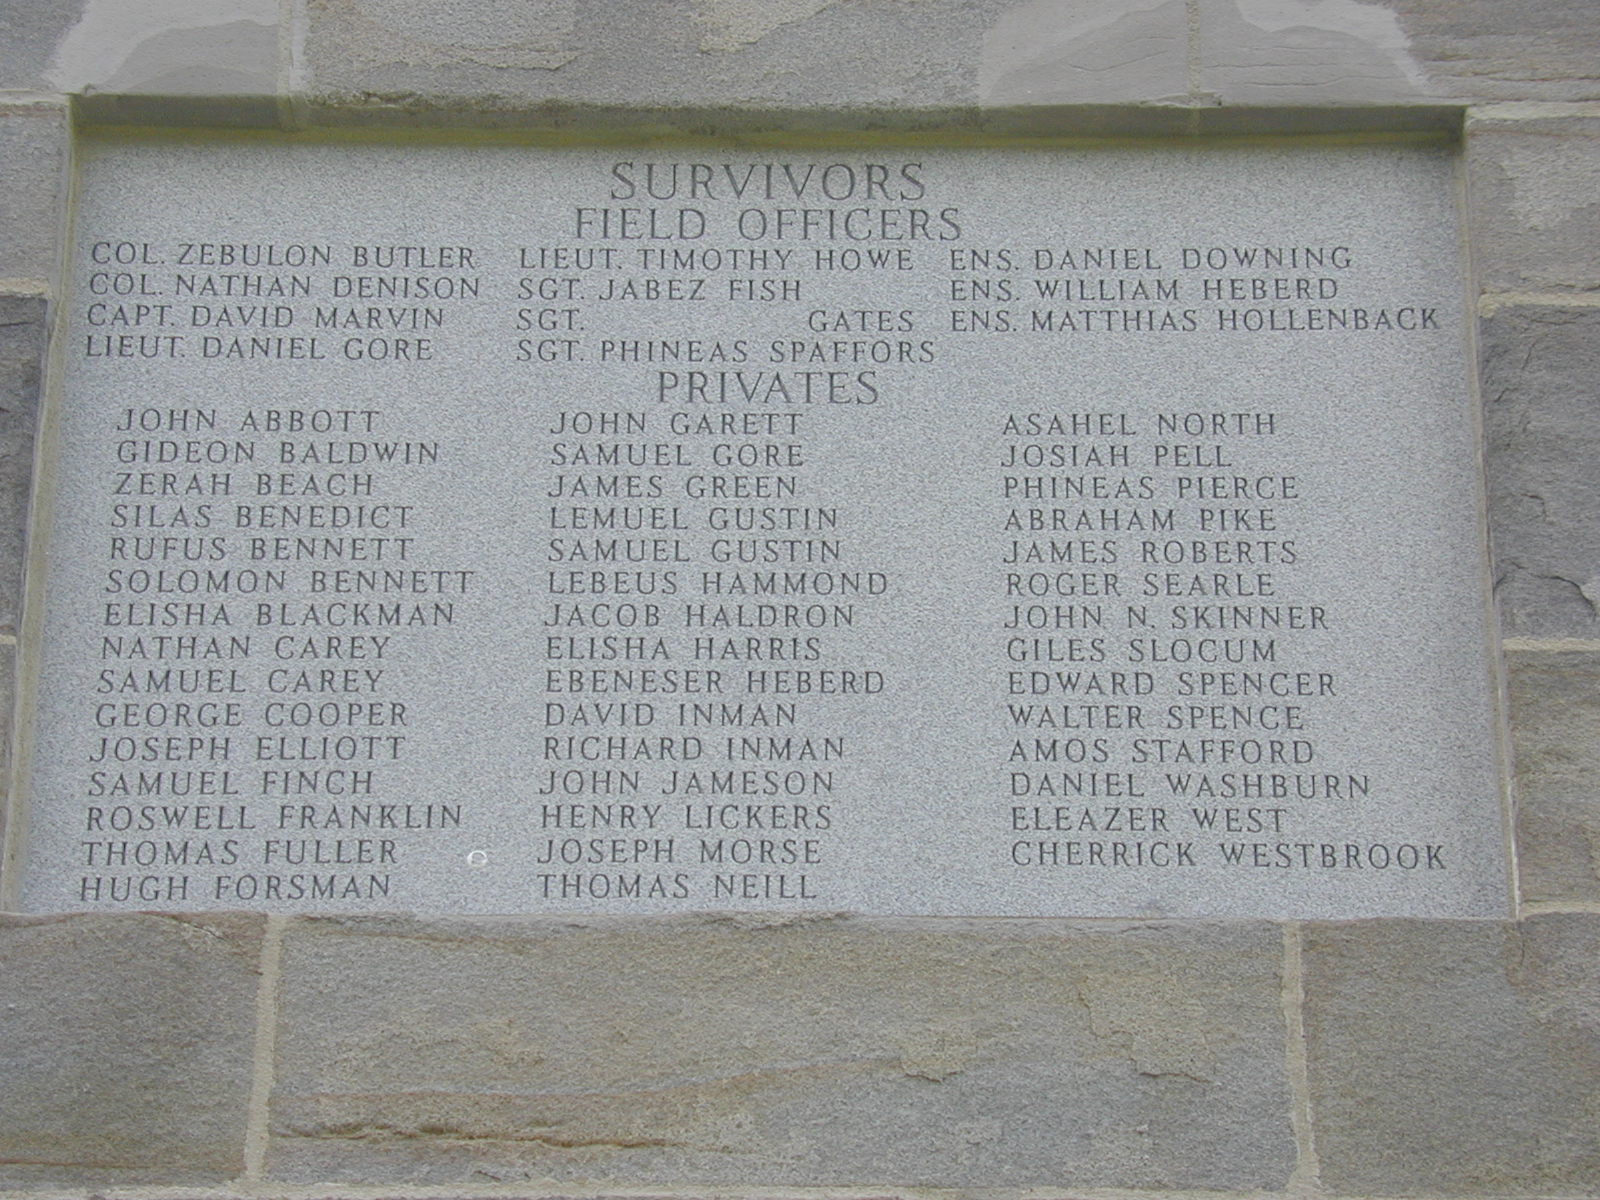 SURVIVORS
FIELD OFFICERS
COL. ZEBULON BUTLER
COL. NATHAN DENISON
CAPT. DAVID MARVIN
LIEUT. DANIEL GORE
LIEUT. TIMOTHY HOWE
SGT. JABEZ FISH
SGT. GATES
SGT. PHINEAS SPAFFORS
ENS. DANIEL DOWNING
ENS. WILLIAM HEBERD
ENS. MATTHIAS HOLLENBACK
PRIVATES
JOHN ABBOTT
GIDEON BALDWIN
ZERAH BEACH
SILAS BENEDICT
RUFUS BENNETT
SOLOMON BENNETT
ELISHA BLACKMAN
NATHAN CAREY
SAMUEL CAREY
GEORGE COOPER
JOSEPH ELLIOTT
SAMUEL FINCH
ROSWELL FRANKLIN
THOMAS FULLER
HUGH FORSMAN
JOHN GARETT
SAMUEL GORE
JAMES GREEN
LEMUEL GUSTIN
SAMUEL GUSTIN
LEBEUS HAMMOND
JACOB HALDRON
ELISHA HARRIS
EBENESER HEBERD
DAVID INMAN
RICHARD INMAN
JOHN JAMESON
HENRY LICKERS
JOSEPH MORSE
THOMAS NEILL
ASAHEL NORTH
JOSIAH PELL
PHINEAS PIERCE
ABRAHAM PIKE
JAMES ROBERTS
ROGER SEARLE
JOHN N. SKINNER
GILES SLOCUM
EDWARD SPENCER
WALTER SPENCE
AMOS STAFFORD
DANIEL WASHBURN
ELEAZER WEST
CHERRICK WESTBROOK